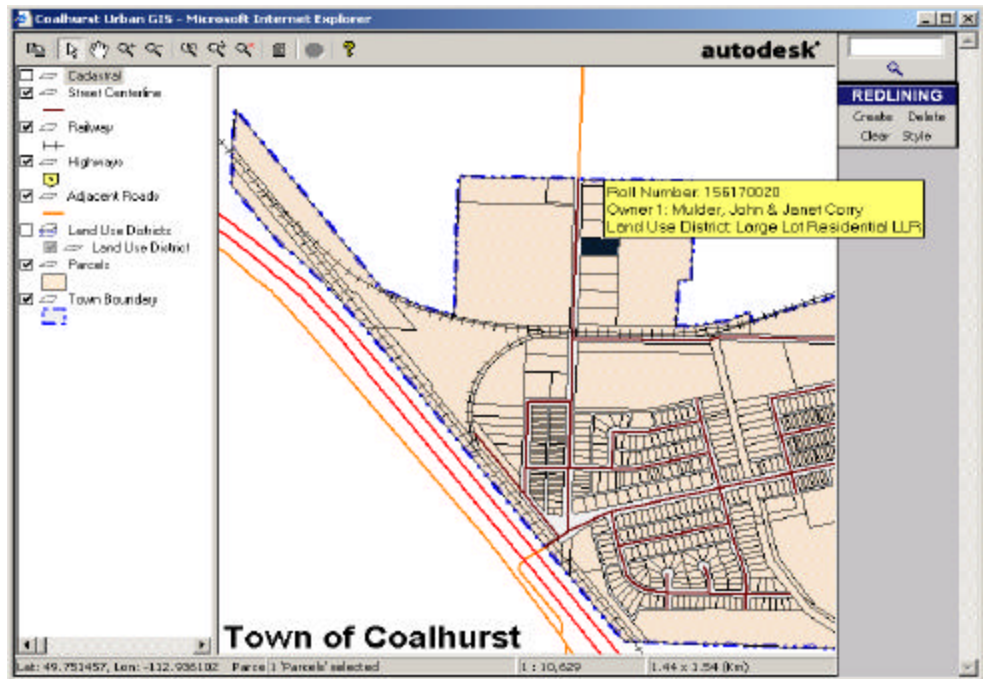 Coalhurst Urban GIS - Microsoft Internet Explorer
autodesk
Cadastral
Street Centerline
Railway
Highways
Adjacent Roads
Land Use Districts
Land Use District
Parcels
Town Boundary
Roll Number: 156170020
Owner 1: Mulder, John & Janet Corry
Land Use District: Large Lot Residential LLR
REDLINING
Create Delete
Clear Style
Town of Coalhurst
Lat: 49.751457, Lon: -112.936102 Parce 1 'Parcels' selected 1 : 10,629 1.44 x 1.54 (Km)